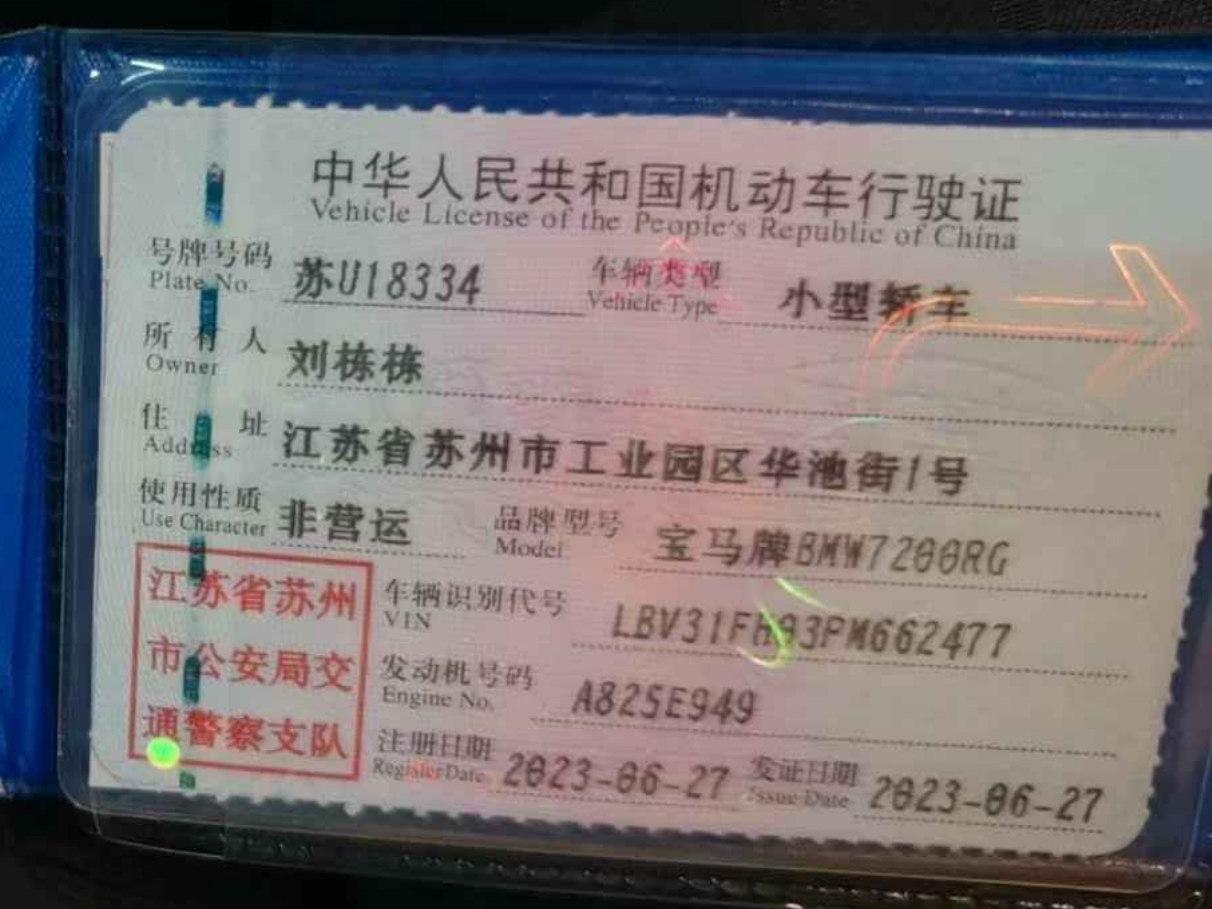 中华人民共和国机动车行驶证
Vehicle License of the People's Republic of China
号牌号码 苏U18334 车辆类型 小型轿车
Plate No. Vehicle Type
所有人 刘栋栋
Owner
住址 江苏省苏州市工业园区华池街1号
Address
使用性质 非营运 品牌型号 宝马牌BMW7200RG
Use Character Model
江苏省苏州
市公安局交
通警察支队
车辆识别代号
VIN LBV31FH03PM662477
发动机号码
Engine No. A825E949
注册日期 2023-06-27 发证日期 2023-06-27
Register Date Issue Date